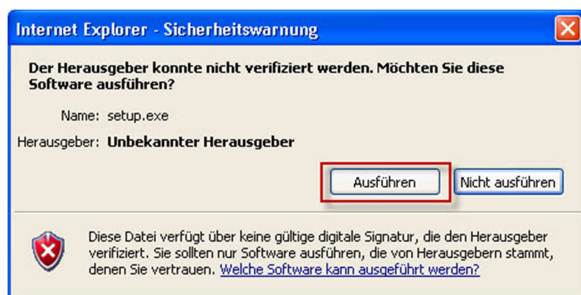 Internet Explorer - Sicherheitswarnung
Der Herausgeber konnte nicht verifiziert werden. Möchten Sie diese
Software ausführen?
Name: setup.exe
Herausgeber: Unbekannter Herausgeber
Ausführen Nicht ausführen
Diese Datei verfügt über keine gültige digitale Signatur, die den Herausgeber
verifiziert. Sie sollten nur Software ausführen, die von Herausgebern stammt,
denen Sie vertrauen. Welche Software kann ausgeführt werden?